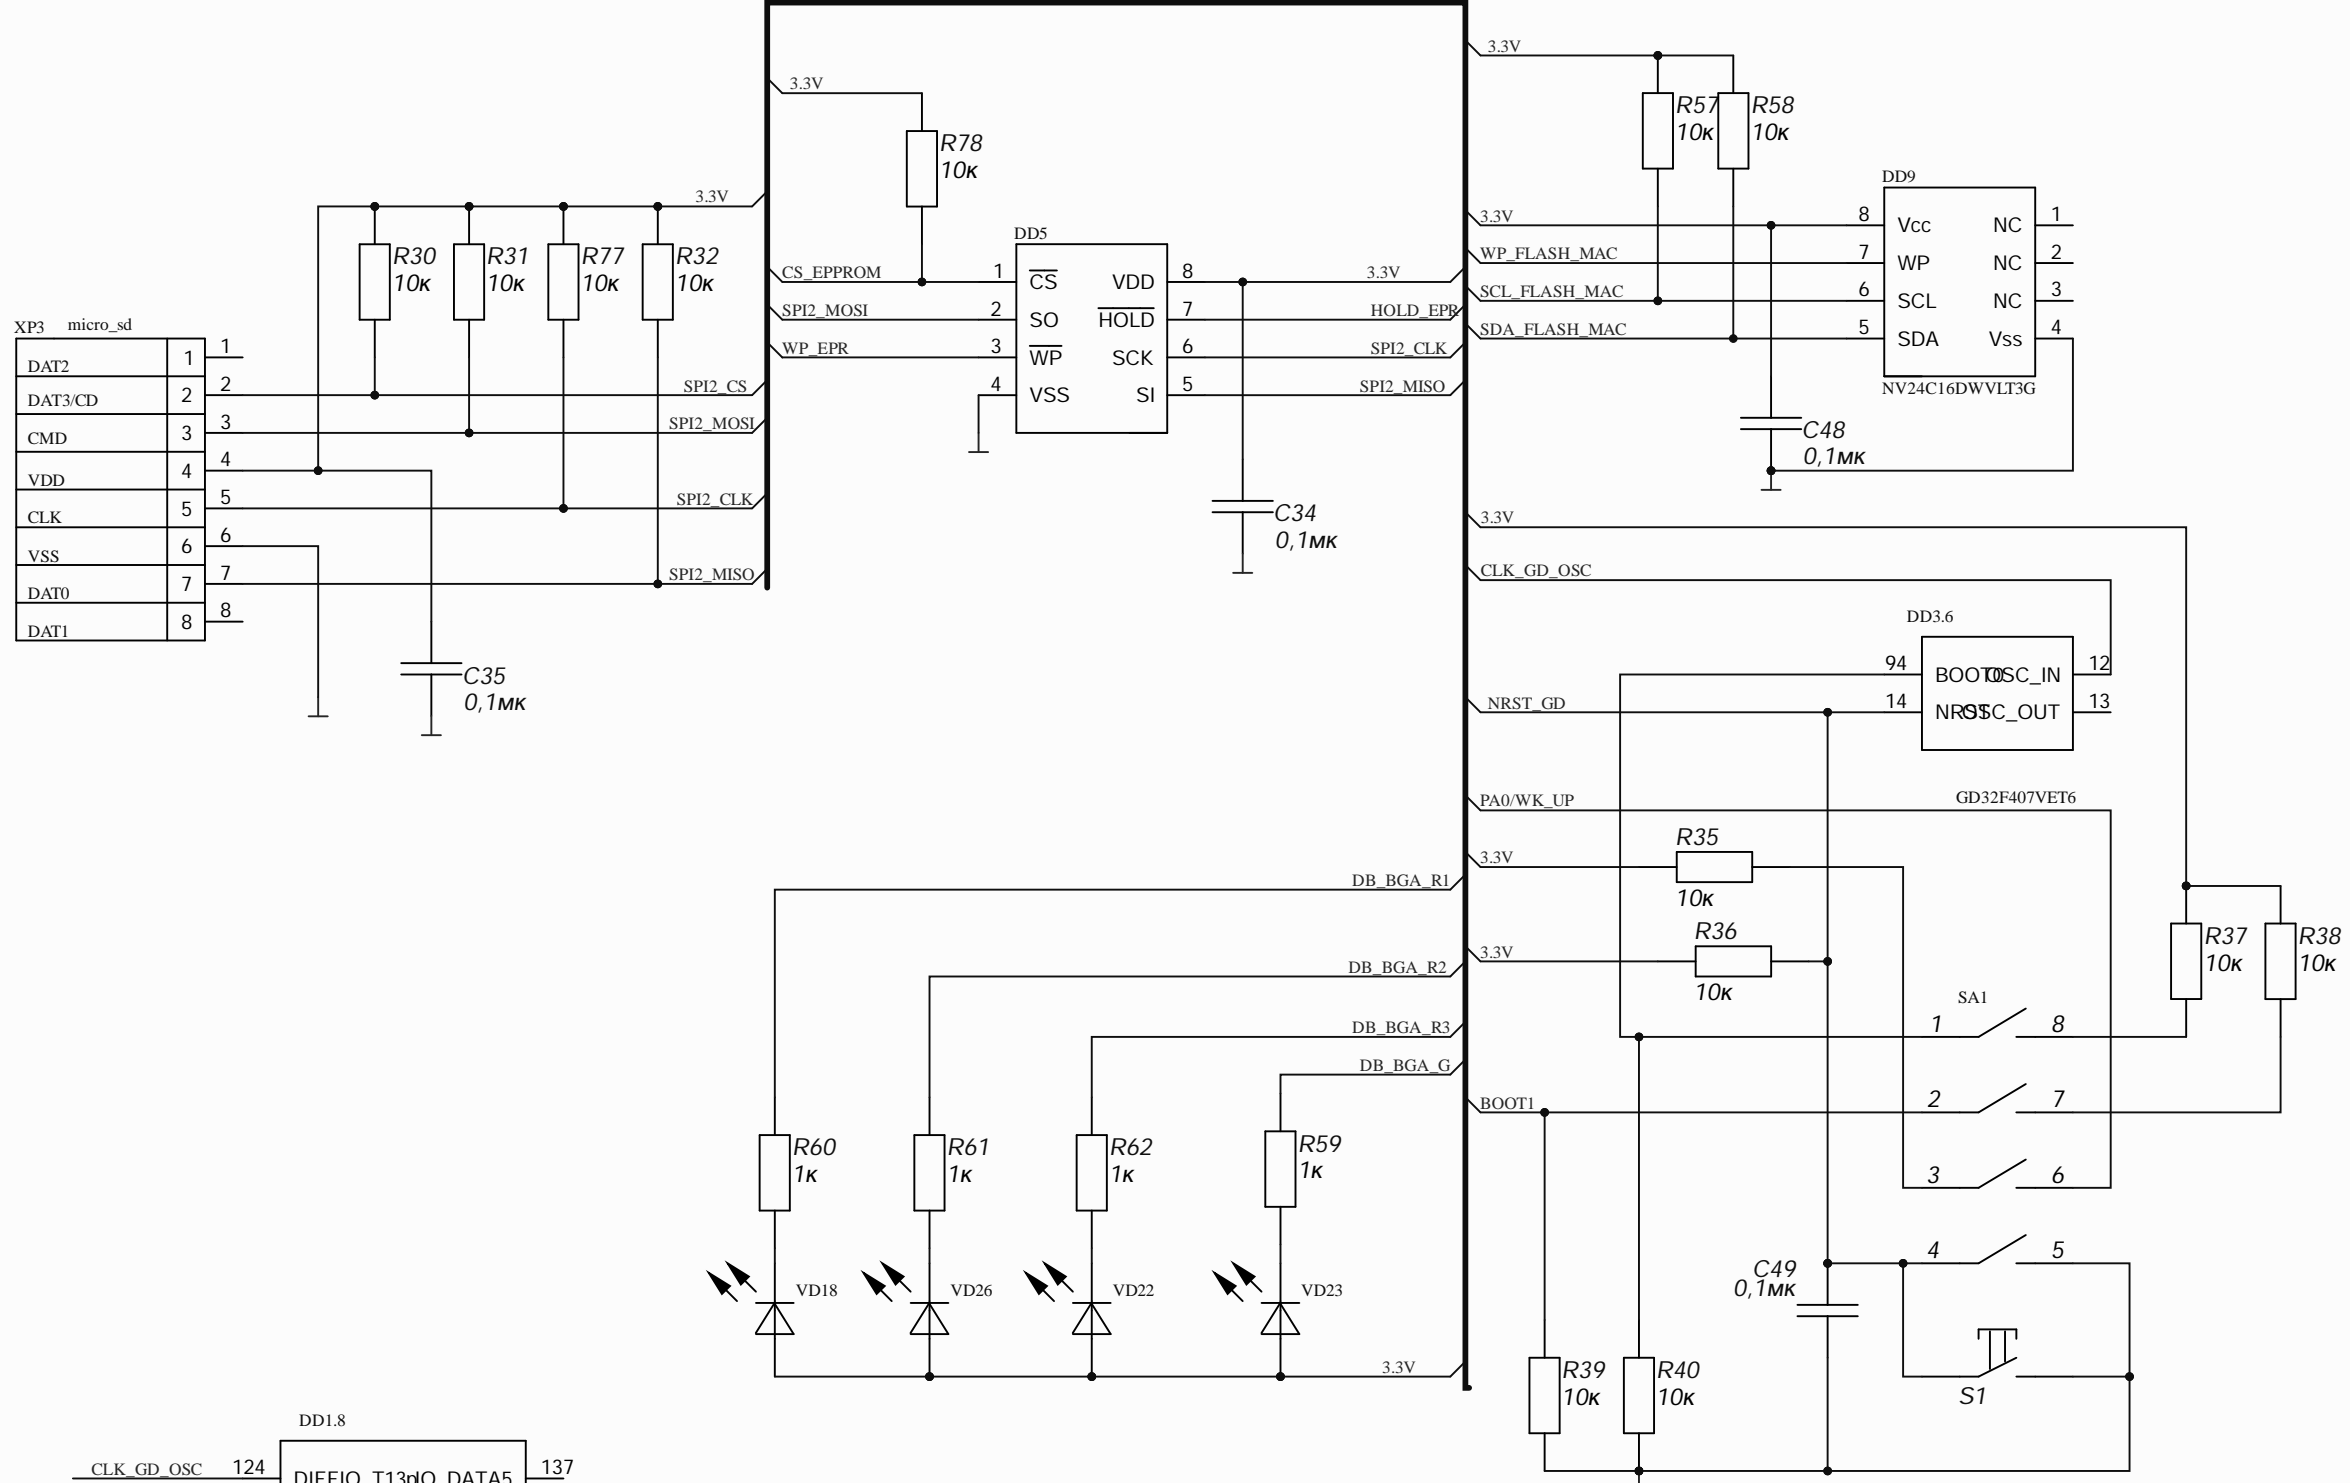 3.3V
3.3V
R57
10к
R58
10к
R78
10к
DD9
3.3V
3.3V
8 Vcc NC 1
WP_FLASH_MAC 7 WP NC 2
SCL_FLASH_MAC 6 SCL NC 3
SDA_FLASH_MAC 5 SDA Vss 4
NV24C16DWVLT3G
C48
0,1мк
R30
10к
R31
10к
R77
10к
R32
10к
DD5
CS_EPPROM 1 CS VDD 8 3.3V
SPI2_MOSI 2 SO HOLD 7 HOLD_EPR
WP_EPR 3 WP SCK 6 SPI2_CLK
4 VSS SI 5 SPI2_MISO
C34
0,1мк
XP3 micro_sd
DAT2 1 1
DAT3/CD 2 2 SPI2_CS
CMD 3 3 SPI2_MOSI
VDD 4 4
CLK 5 5 SPI2_CLK
VSS 6 6
DAT0 7 7 SPI2_MISO
DAT1 8 8
C35
0,1мк
3.3V
CLK_GD_OSC
DD3.6
94 BOOT0 OSC_IN 12
NRST_GD 14 NRST OSC_OUT 13
PA0/WK_UP GD32F407VET6
3.3V
R35
10к
3.3V
R36
10к
R37
10к
R38
10к
DB_BGA_R1
DB_BGA_R2
DB_BGA_R3
DB_BGA_G
SA1
1 8
BOOT1 2 7
3 6
4 5
R60
1к
R61
1к
R62
1к
R59
1к
VD18
VD26
VD22
VD23
3.3V
C49
0,1мк
R39
10к
R40
10к
S1
DD1.8
CLK_GD_OSC 124 DIFFIO_T13pIO_DATA5 137